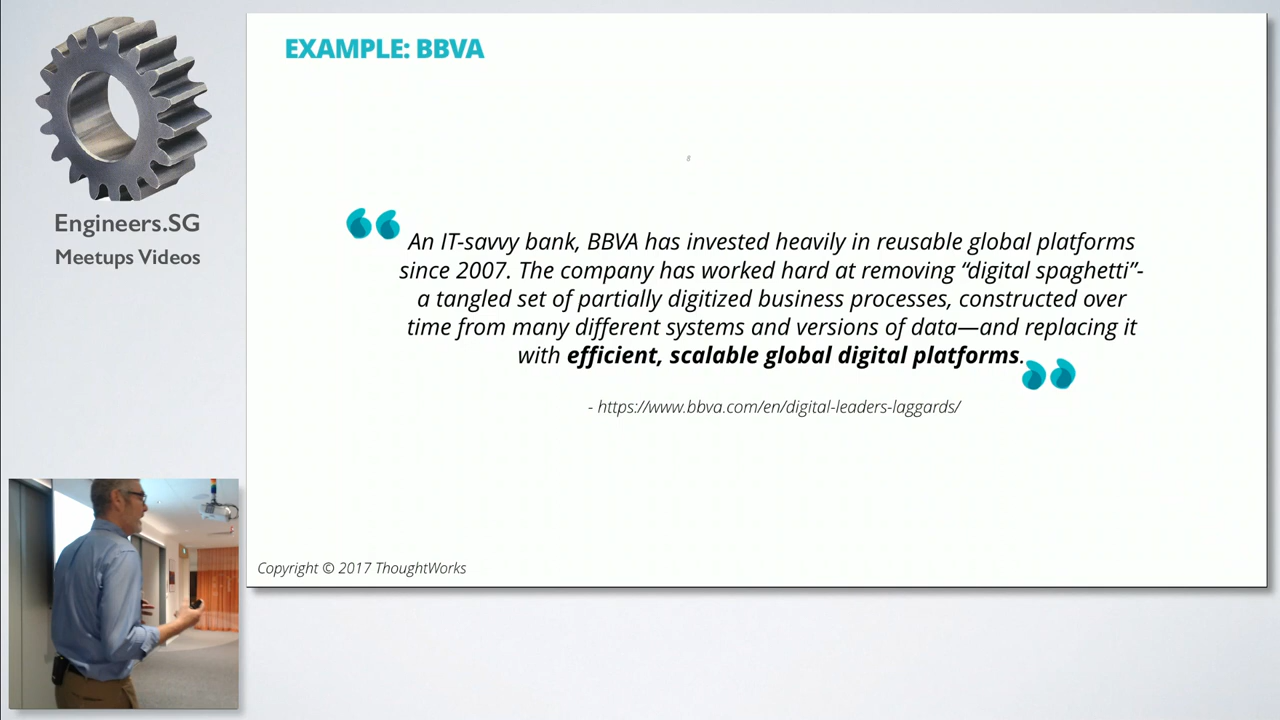 EXAMPLE: BBVA
8
An IT-savvy bank, BBVA has invested heavily in reusable global platforms
since 2007. The company has worked hard at removing “digital spaghetti”-
a tangled set of partially digitized business processes, constructed over
time from many different systems and versions of data—and replacing it
with efficient, scalable global digital platforms.
- https://www.bbva.com/en/digital-leaders-laggards/
Copyright © 2017 ThoughtWorks
Engineers.SG
Meetups Videos